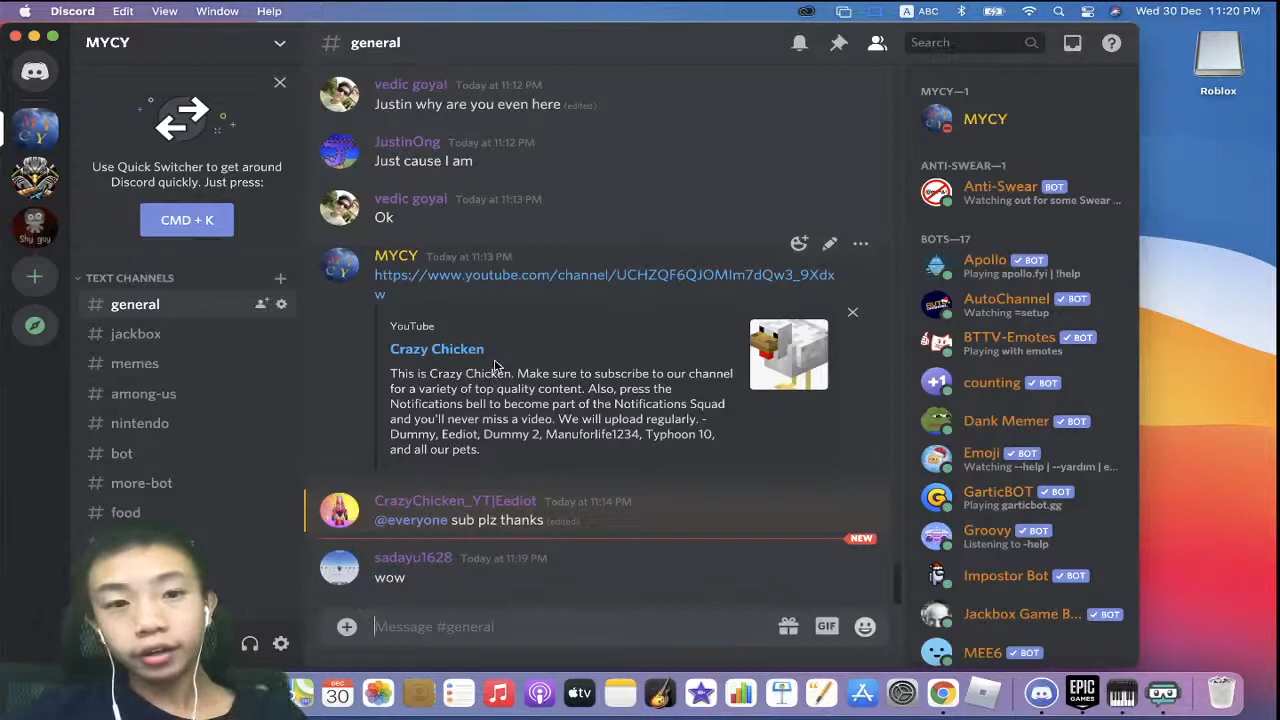 Discord File Edit View Window Help
A ABC Wed 30 Dec 11:20 PM
MYCY
Use Quick Switcher to get around
Discord quickly. Just press:
CMD + K
TEXT CHANNELS
# general
# jackbox
# memes
# among-us
# nintendo
# bot
# more-bot
# food
Shy guy
# general
Search
vedic goyal Today at 11:12 PM
Justin why are you even here (edited)
JustinOng Today at 11:12 PM
Just cause I am
vedic goyal Today at 11:13 PM
Ok
MYCY Today at 11:13 PM
https://www.youtube.com/channel/UCHZQF6QJOMIm7dQw3_9Xdx
w
YouTube
Crazy Chicken
This is Crazy Chicken. Make sure to subscribe to our channel
for a variety of top quality content. Also, press the
Notifications bell to become part of the Notifications Squad
and you'll never miss a video. We will upload regularly. -
Dummy, Eediot, Dummy 2, Manuforlife1234, Typhoon 10,
and all our pets.
CrazyChicken_YT|Eediot Today at 11:14 PM
@everyone sub plz thanks (edited)
NEW
sadayu1628 Today at 11:19 PM
wow
Message #general
GIF
MYCY—1
MYCY
ANTI-SWEAR—1
Anti-Swear BOT
Watching out for some Swear ...
BOTS—17
Apollo BOT
Playing apollo.fyi | !help
AutoChannel BOT
Watching =setup
BTTV-Emotes BOT
Playing with emotes
counting BOT
Dank Memer BOT
Emoji BOT
Watching --help | --yardım | e...
GarticBOT BOT
Playing garticbot.gg
Groovy BOT
Listening to -help
Impostor Bot BOT
Jackbox Game B... BOT
MEE6 BOT
Roblox
DEC
30
tv
EPIC
GAMES